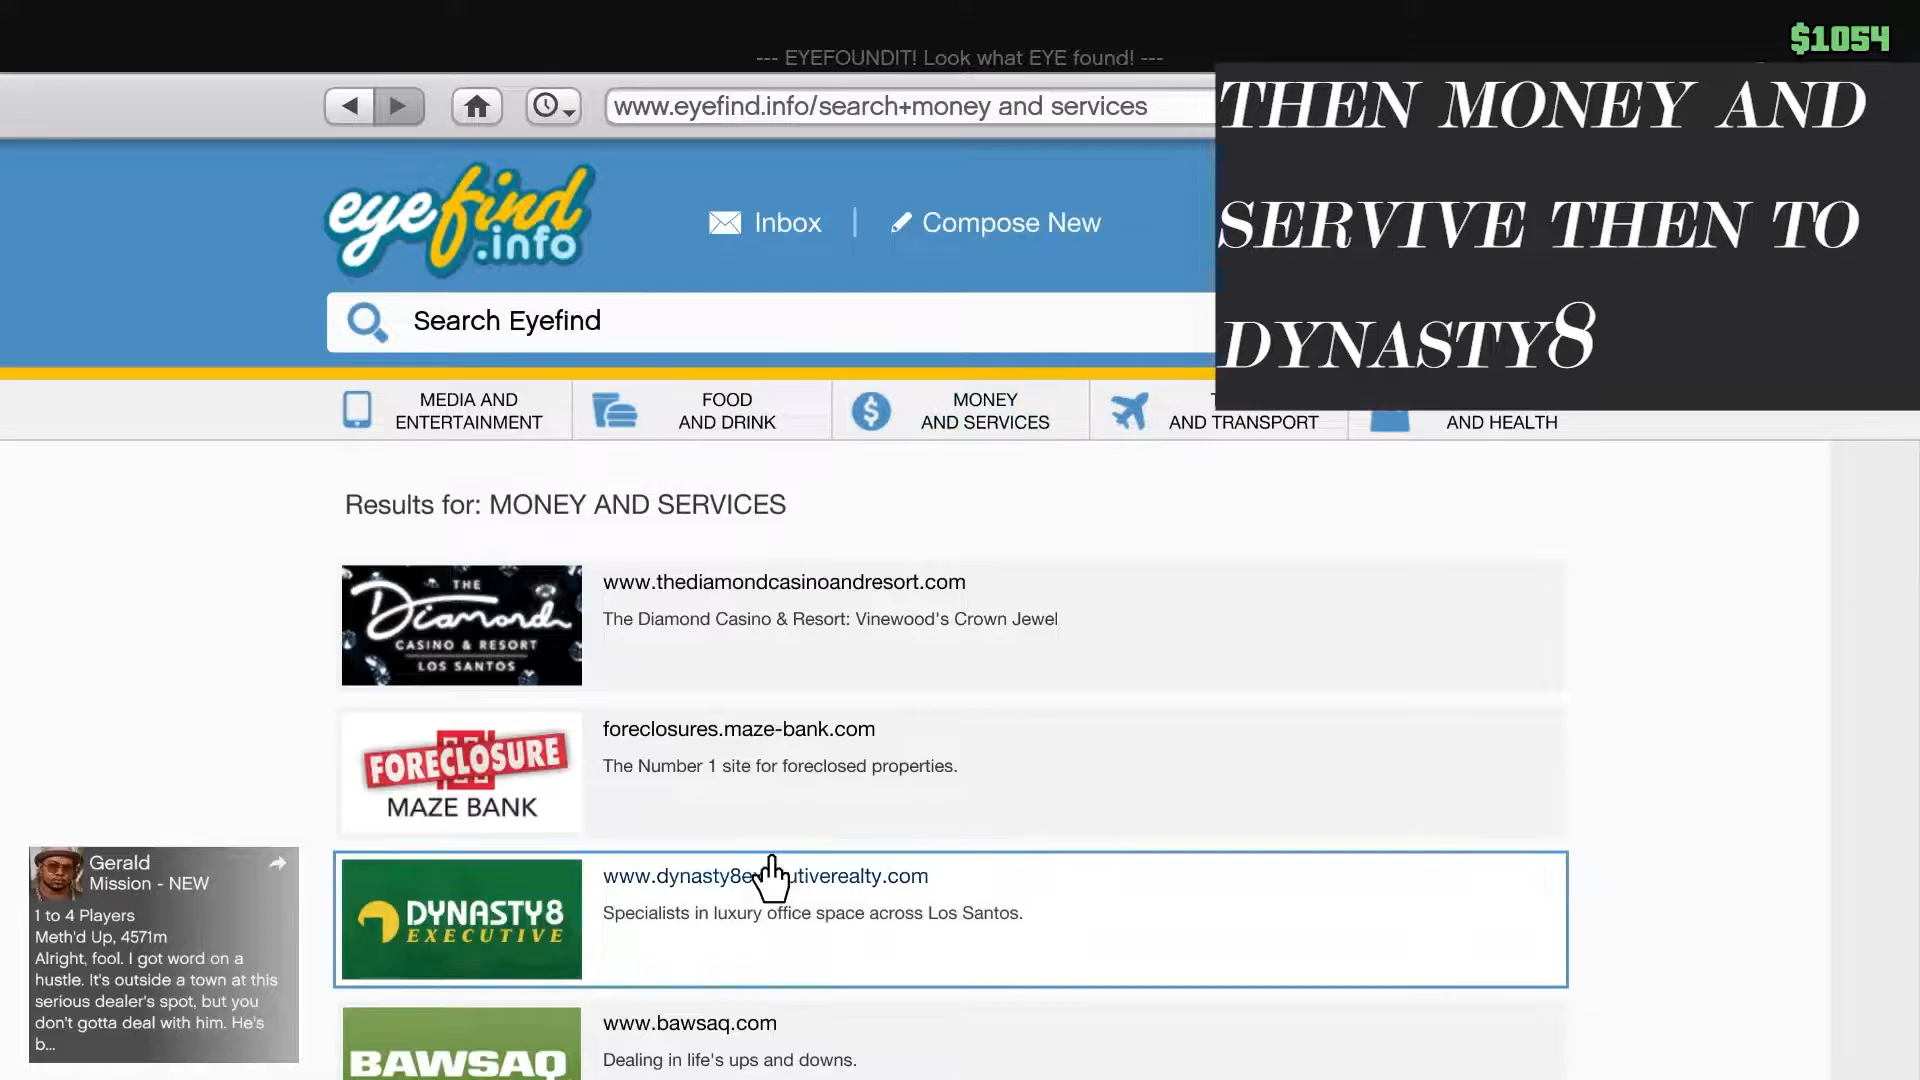 $1054
--- EYEFOUNDIT! Look what EYE found! ---
www.eyefind.info/search+money and services
THEN MONEY AND
SERVIVE THEN TO
DYNASTY8
eyefind
.info
Inbox
Compose New
Search Eyefind
MEDIA AND
ENTERTAINMENT
FOOD
AND DRINK
MONEY
AND SERVICES
AND TRANSPORT
AND HEALTH
Results for: MONEY AND SERVICES
THE
Diamond
CASINO & RESORT
LOS SANTOS
www.thediamondcasinoandresort.com
The Diamond Casino & Resort: Vinewood's Crown Jewel
FORECLOSURE
MAZE BANK
foreclosures.maze-bank.com
The Number 1 site for foreclosed properties.
DYNASTY8
EXECUTIVE
www.dynasty8executiverealty.com
Specialists in luxury office space across Los Santos.
BAWSAQ
www.bawsaq.com
Dealing in life's ups and downs.
Gerald
Mission - NEW
1 to 4 Players
Meth'd Up, 4571m
Alright, fool. I got word on a
hustle. It's outside a town at this
serious dealer's spot, but you
don't gotta deal with him. He's
b...